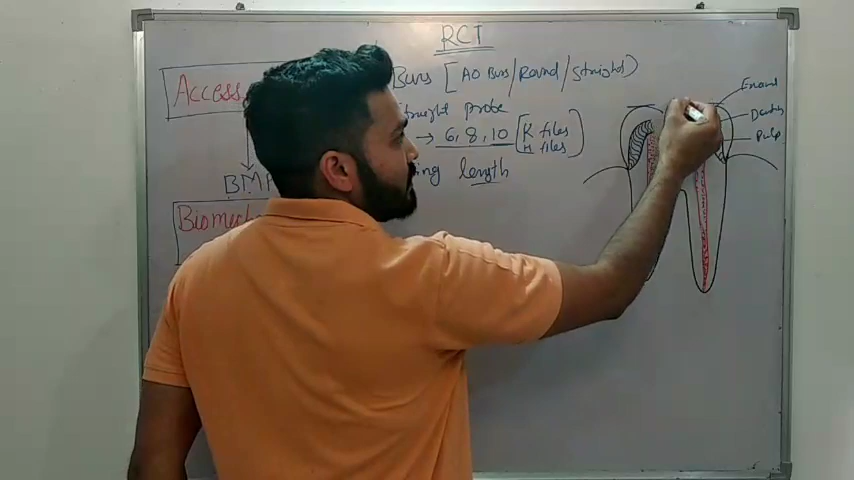 RCT
Access
Burs [AO Burs/Round/Straight)
Straight probe
→ 6, 8, 10 [K files
H files]
length
BMP
Biomech
Enamel
Dentin
Pulp